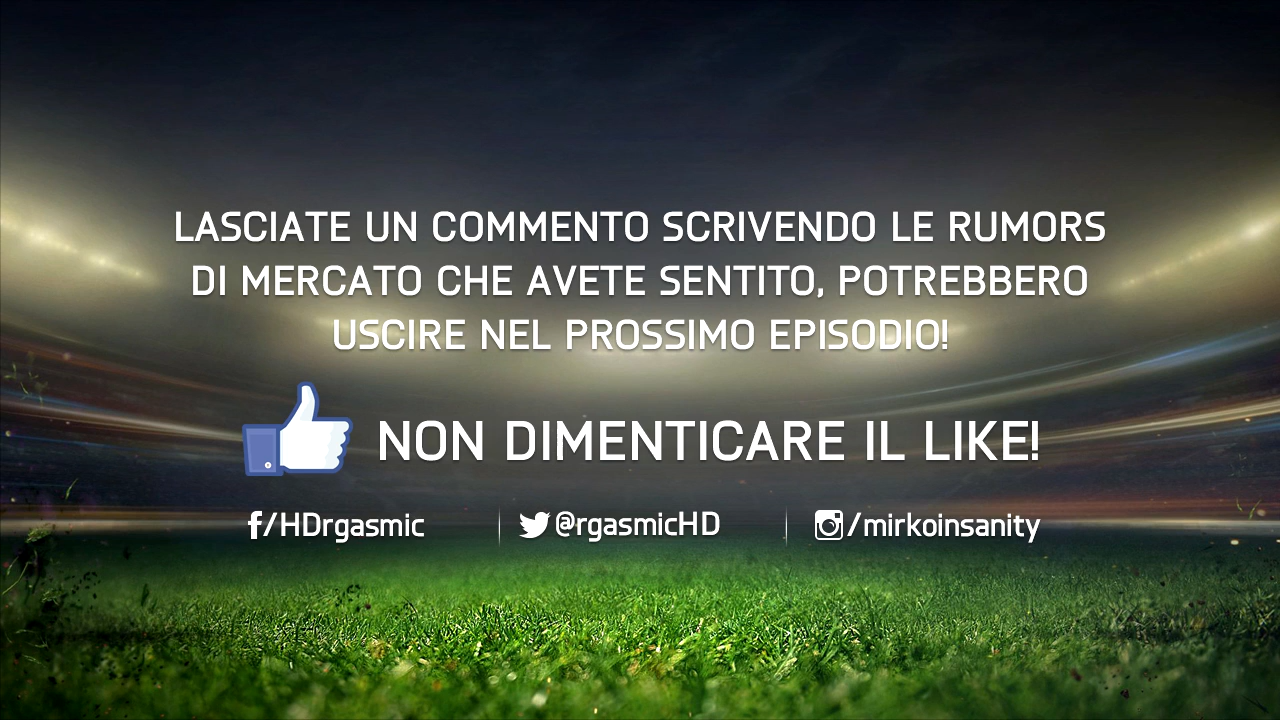 LASCIATE UN COMMENTO SCRIVENDO LE RUMORS
DI MERCATO CHE AVETE SENTITO, POTREBBERO
USCIRE NEL PROSSIMO EPISODIO!
NON DIMENTICARE IL LIKE!
f/HDrgasmic @rgasmicHD /mirkoinsanity